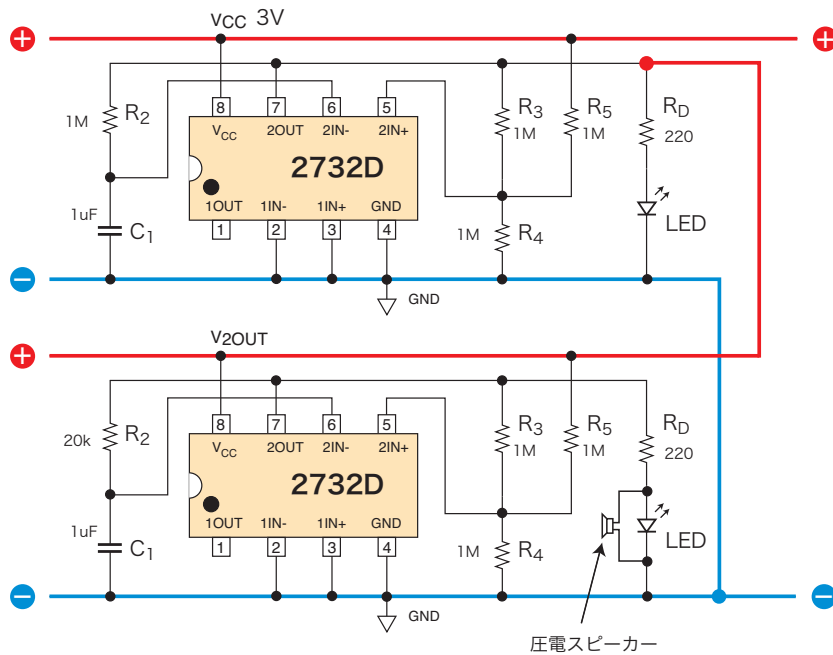 VCC 3V
8 7 6 5
VCC 2OUT 2IN- 2IN+
2732D
1OUT 1IN- 1IN+ GND
1 2 3 4
1M R2
1uF C1
R3 1M
R5 1M
1M R4
RD 220
LED
GND
V2OUT
8 7 6 5
VCC 2OUT 2IN- 2IN+
2732D
1OUT 1IN- 1IN+ GND
1 2 3 4
20k R2
1uF C1
R3 1M
R5 1M
1M R4
RD 220
LED
GND
圧電スピーカー